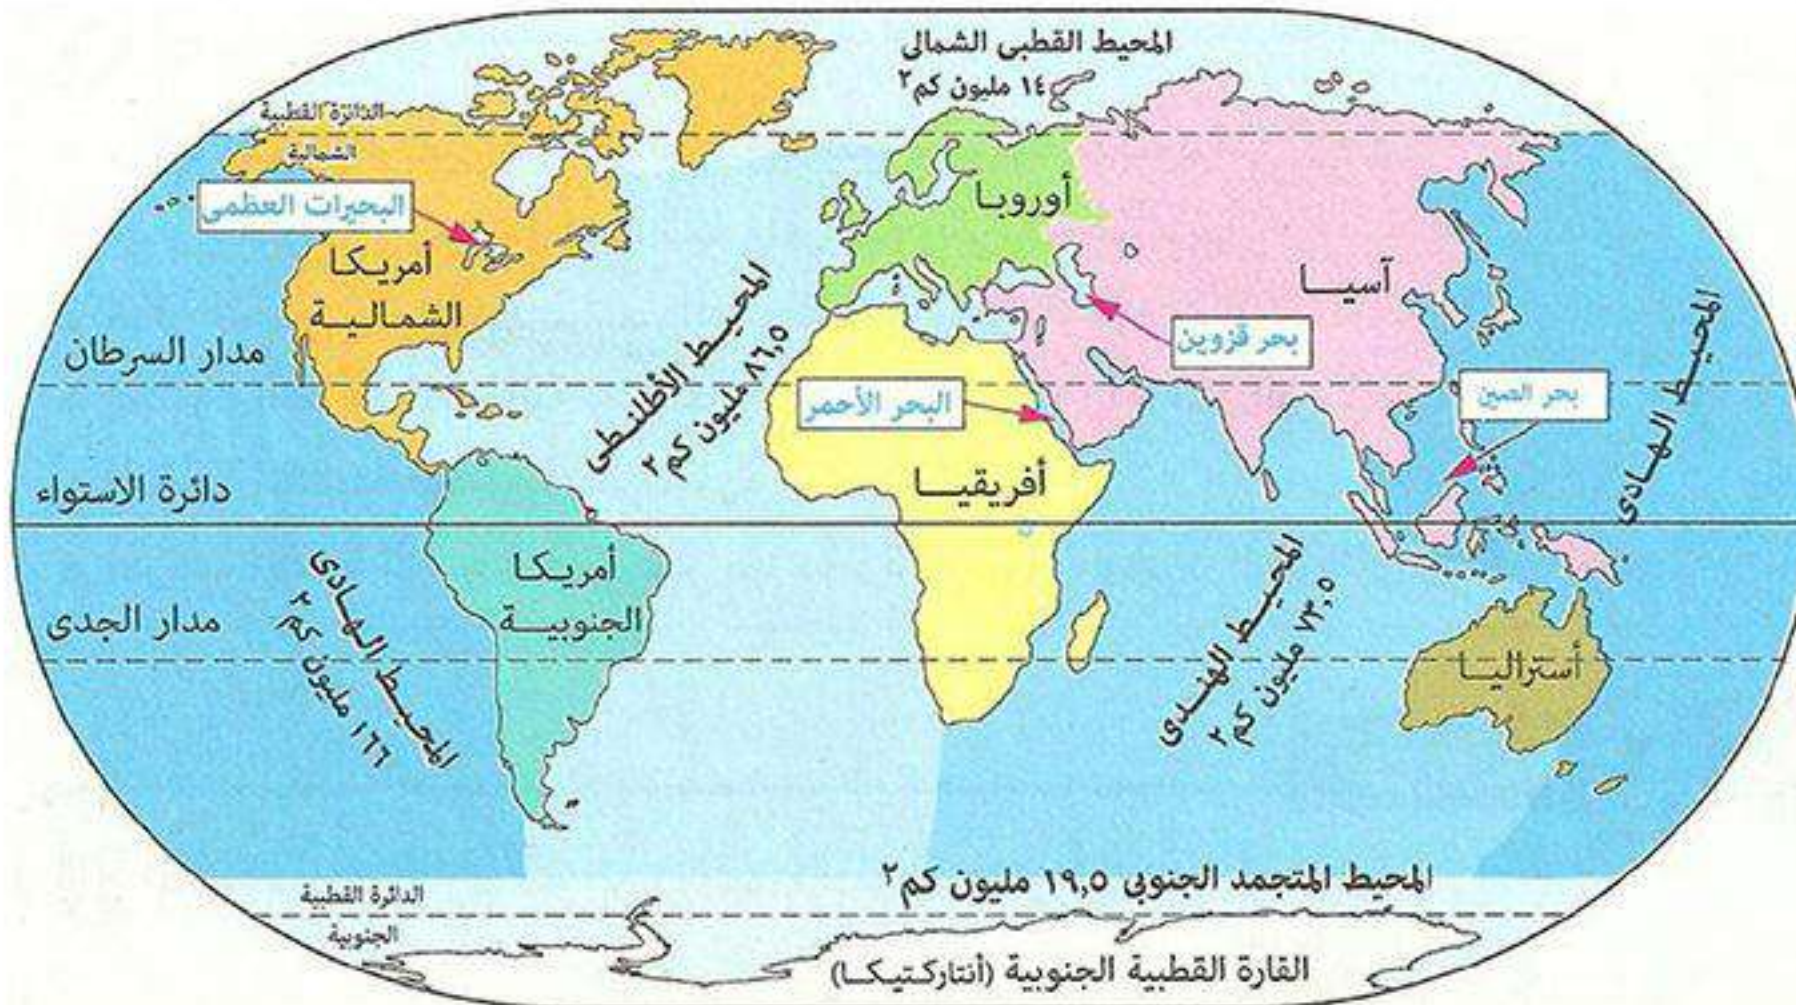 المحيط القطبى الشمالى
١٤ مليون كم٢
الدائرة القطبية
الشمالية
البحيرات العظمى
أمريكا
الشمالية
أوروبا
آسيا
بحر قزوين
المحيط الأطلنطى
٨٦,٥ مليون كم٢
المحيط الهادى
مدار السرطان
البحر الأحمر
بحر الصين
أفريقيا
دائرة الاستواء
أمريكا
الجنوبية
المحيط الهادى
١٦٦ مليون كم٢
مدار الجدى
المحيط الهندى
٧٣,٥ مليون كم٢
أستراليا
المحيط المتجمد الجنوبي ١٩,٥ مليون كم٢
الدائرة القطبية
الجنوبية
القارة القطبية الجنوبية (أنتاركتيكا)